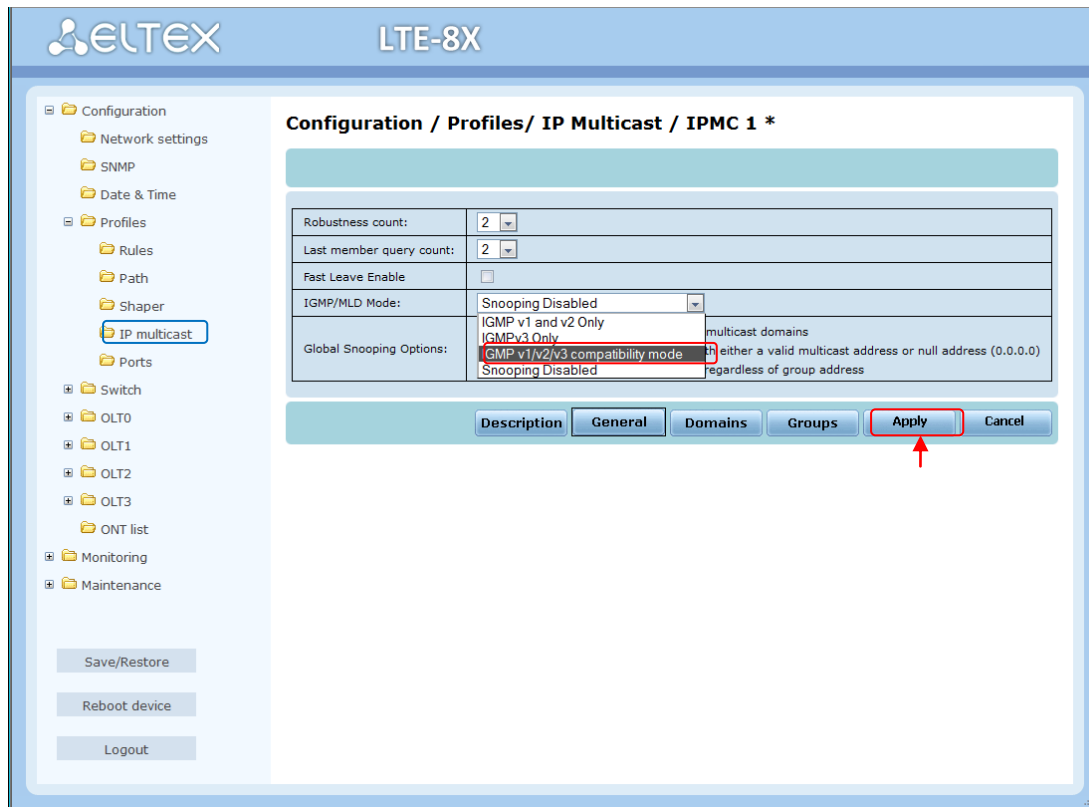 ELTEX
LTE-8X
Configuration
Network settings
SNMP
Date & Time
Profiles
Rules
Path
Shaper
IP multicast
Ports
Switch
OLT0
OLT1
OLT2
OLT3
ONT list
Monitoring
Maintenance
Save/Restore
Reboot device
Logout
Configuration / Profiles/ IP Multicast / IPMC 1 *
Robustness count: 2
Last member query count: 2
Fast Leave Enable
IGMP/MLD Mode: Snooping Disabled
IGMP v1 and v2 Only
IGMPv3 Only
GMP v1/v2/v3 compatibility mode
Snooping Disabled
Global Snooping Options:
multicast domains
either a valid multicast address or null address (0.0.0.0)
regardless of group address
Description General Domains Groups Apply Cancel